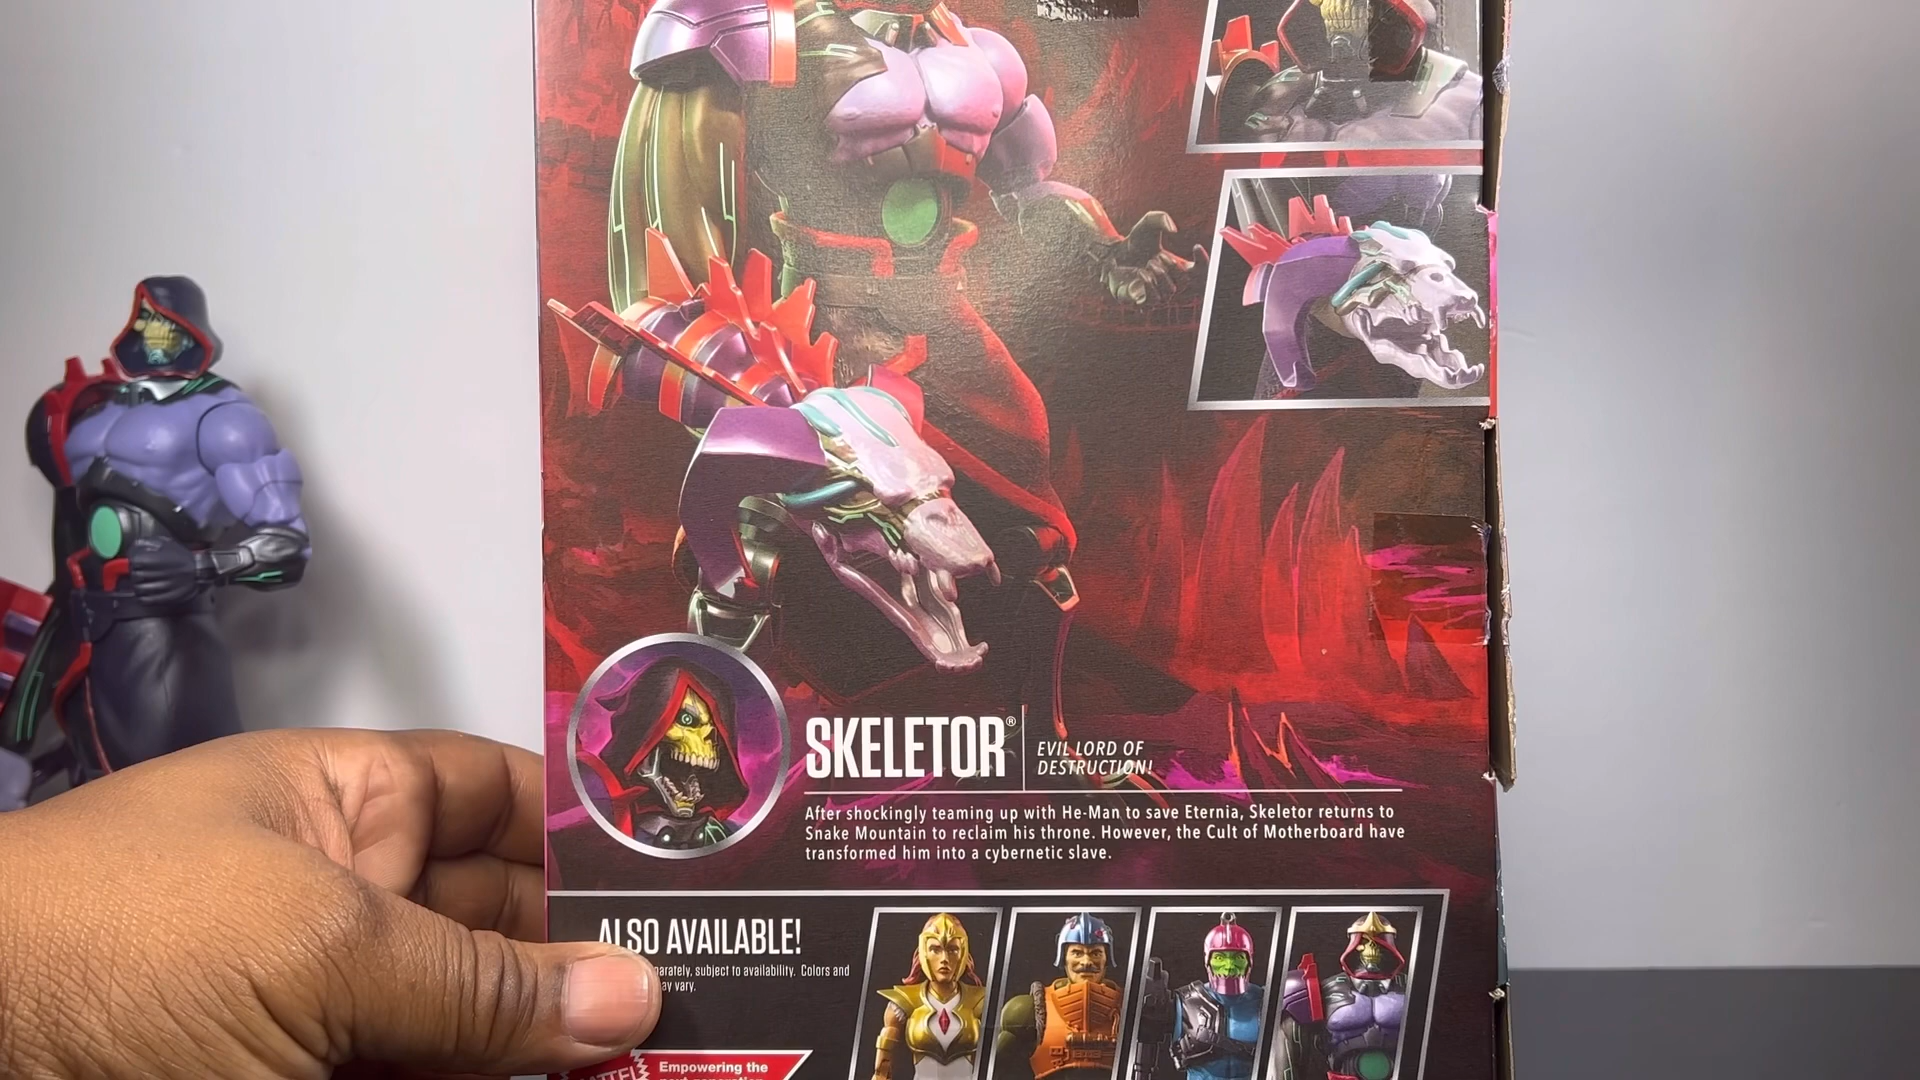 SKELETOR®
EVIL LORD OF
DESTRUCTION!
After shockingly teaming up with He-Man to save Eternia, Skeletor returns to
Snake Mountain to reclaim his throne. However, the Cult of Motherboard have
transformed him into a cybernetic slave.
ALSO AVAILABLE!
subject to availability. Colors and
vary.
MATTEL
Empowering the